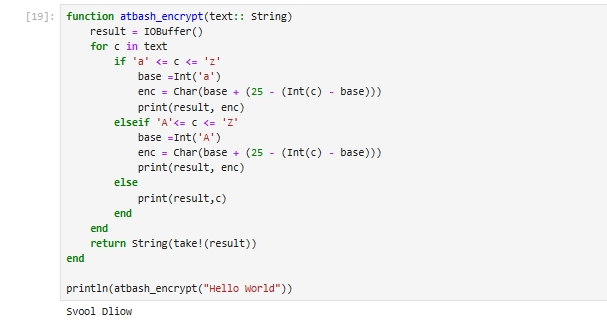 [19]: function atbash_encrypt(text:: String)
    result = IOBuffer()
    for c in text
        if 'a' <= c <= 'z'
            base =Int('a')
            enc = Char(base + (25 - (Int(c) - base)))
            print(result, enc)
        elseif 'A'<= c <= 'Z'
            base =Int('A')
            enc = Char(base + (25 - (Int(c) - base)))
            print(result, enc)
        else
            print(result,c)
        end
    end
    return String(take!(result))
end

println(atbash_encrypt("Hello World"))
Svool Dliow